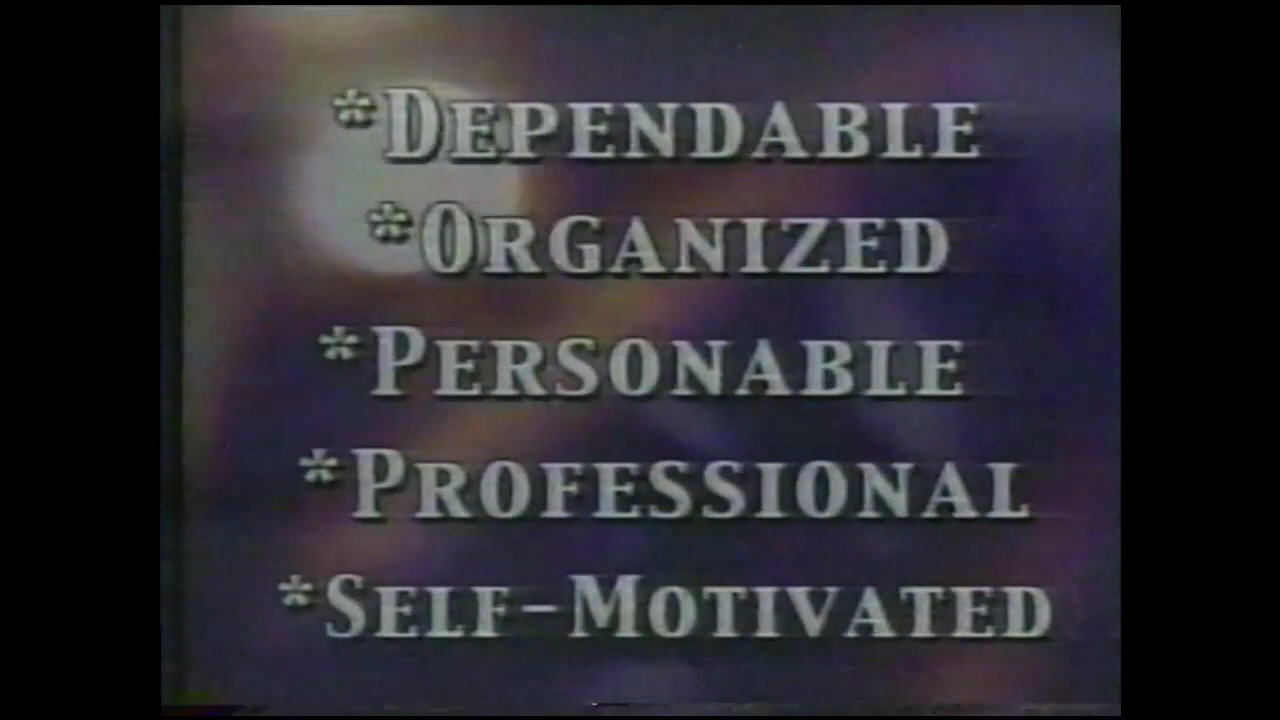 *DEPENDABLE
*ORGANIZED
*PERSONABLE
*PROFESSIONAL
*SELF-MOTIVATED